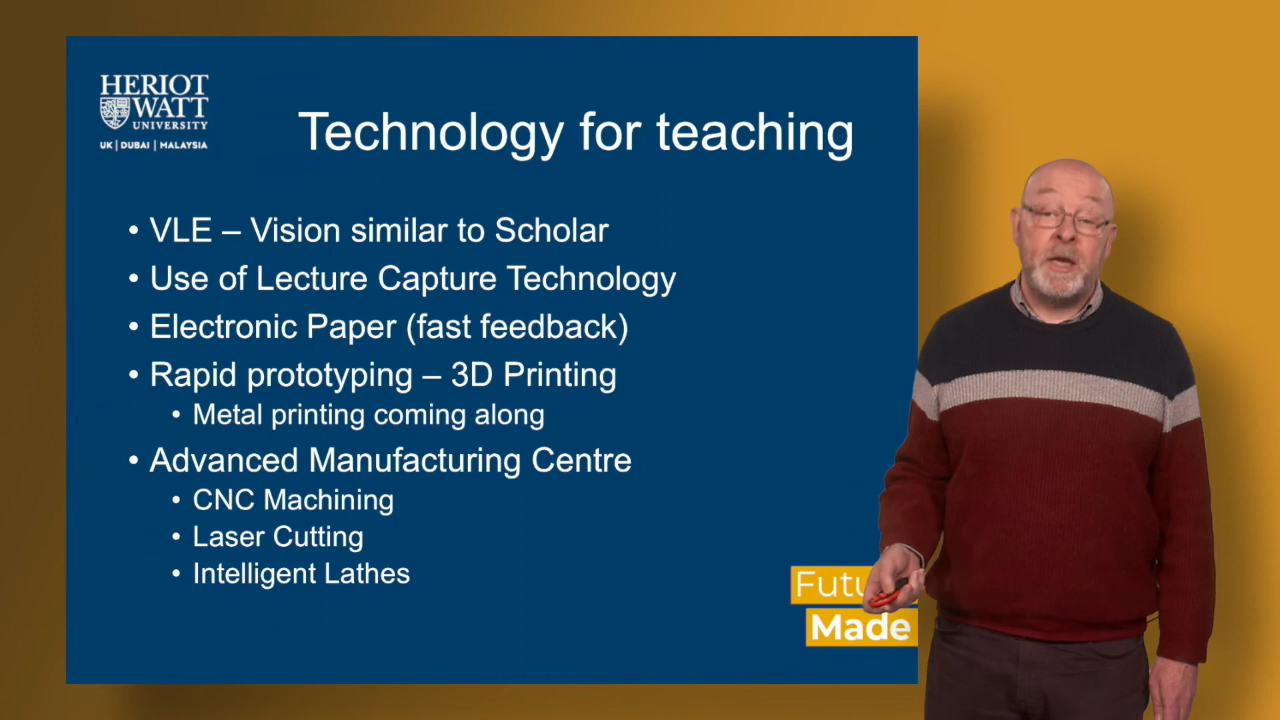 HERIOT
WATT
UNIVERSITY
UK | DUBAI | MALAYSIA
Technology for teaching
• VLE – Vision similar to Scholar
• Use of Lecture Capture Technology
• Electronic Paper (fast feedback)
• Rapid prototyping – 3D Printing
• Metal printing coming along
• Advanced Manufacturing Centre
• CNC Machining
• Laser Cutting
• Intelligent Lathes
Made